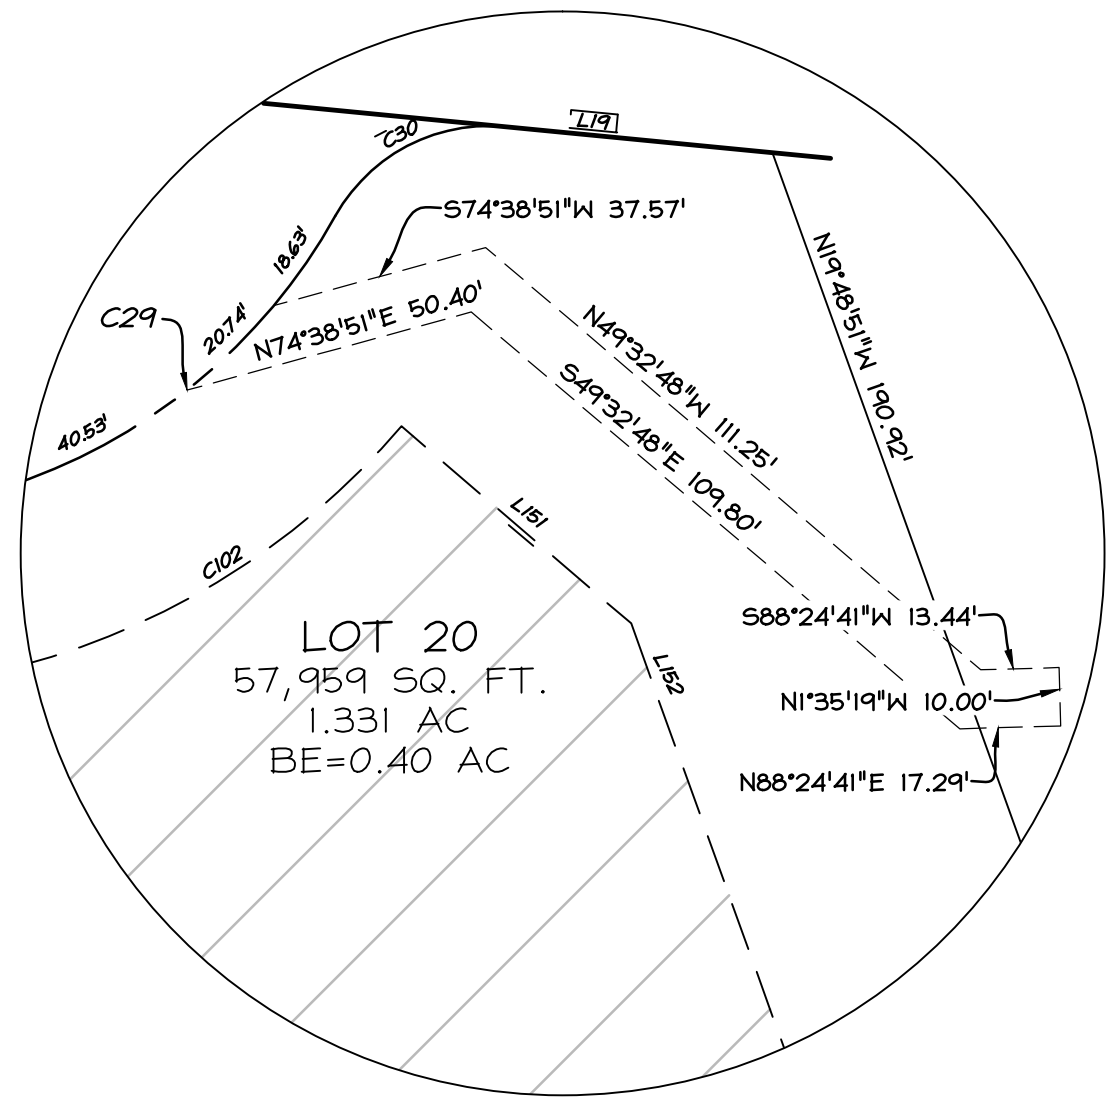 L19
C30
S74°38'51"W 37.57'
18.63'
N19°48'51"W 190.92'
C29
20.74'
N74°38'51"E 50.40'
N49°32'48"W 111.25'
S49°32'48"E 109.80'
40.53'
L151
C102
S88°24'41"W 13.44'
LOT 20
57,959 SQ. FT.
1.331 AC
BE=0.40 AC
L152
N1°35'19"W 10.00'
N88°24'41"E 17.29'